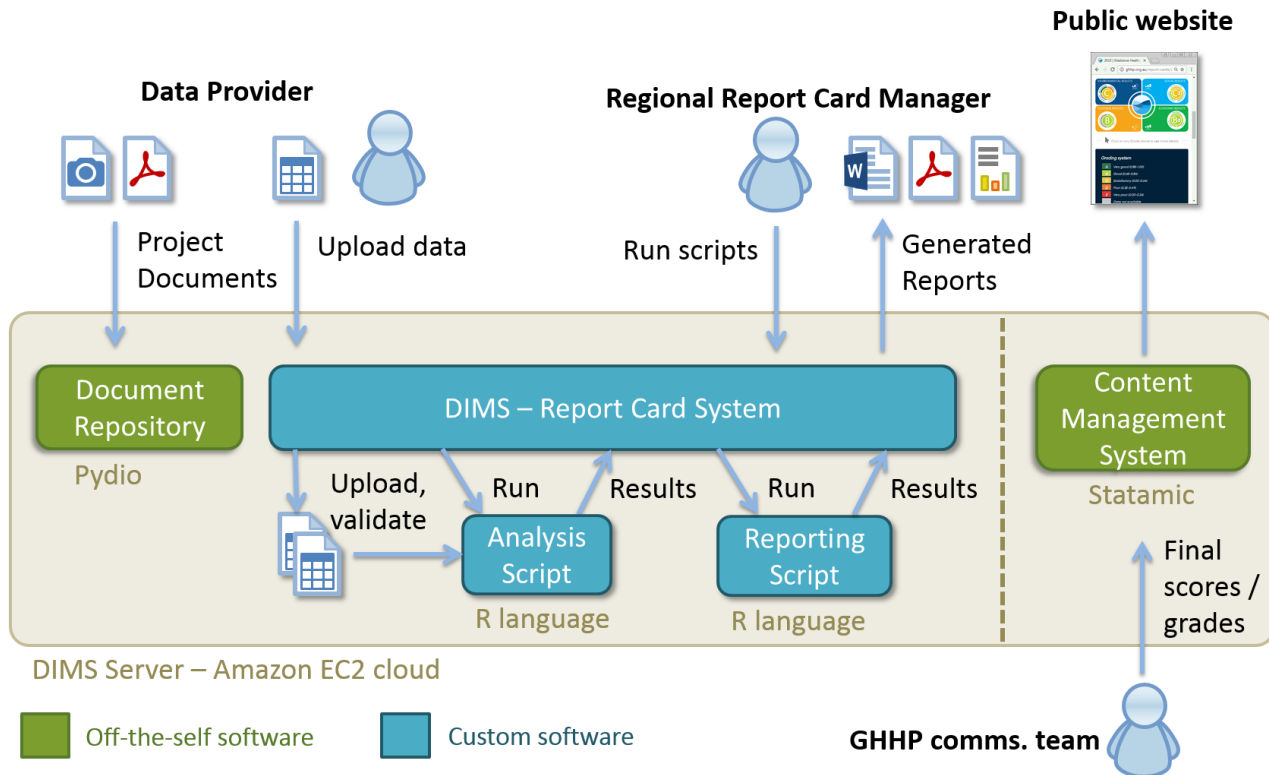 Public website
Data Provider
Regional Report Card Manager
W
Grading system
Project
Documents
Upload data
Run scripts
Generated
Reports
Document
Repository
Pydio
DIMS – Report Card System
Content
Management
System
Statamic
Upload,
validate
Run
Results
Run
Results
Analysis
Script
R language
Reporting
Script
R language
Final
scores /
grades
DIMS Server – Amazon EC2 cloud
Off-the-self software
Custom software
GHHP comms. team